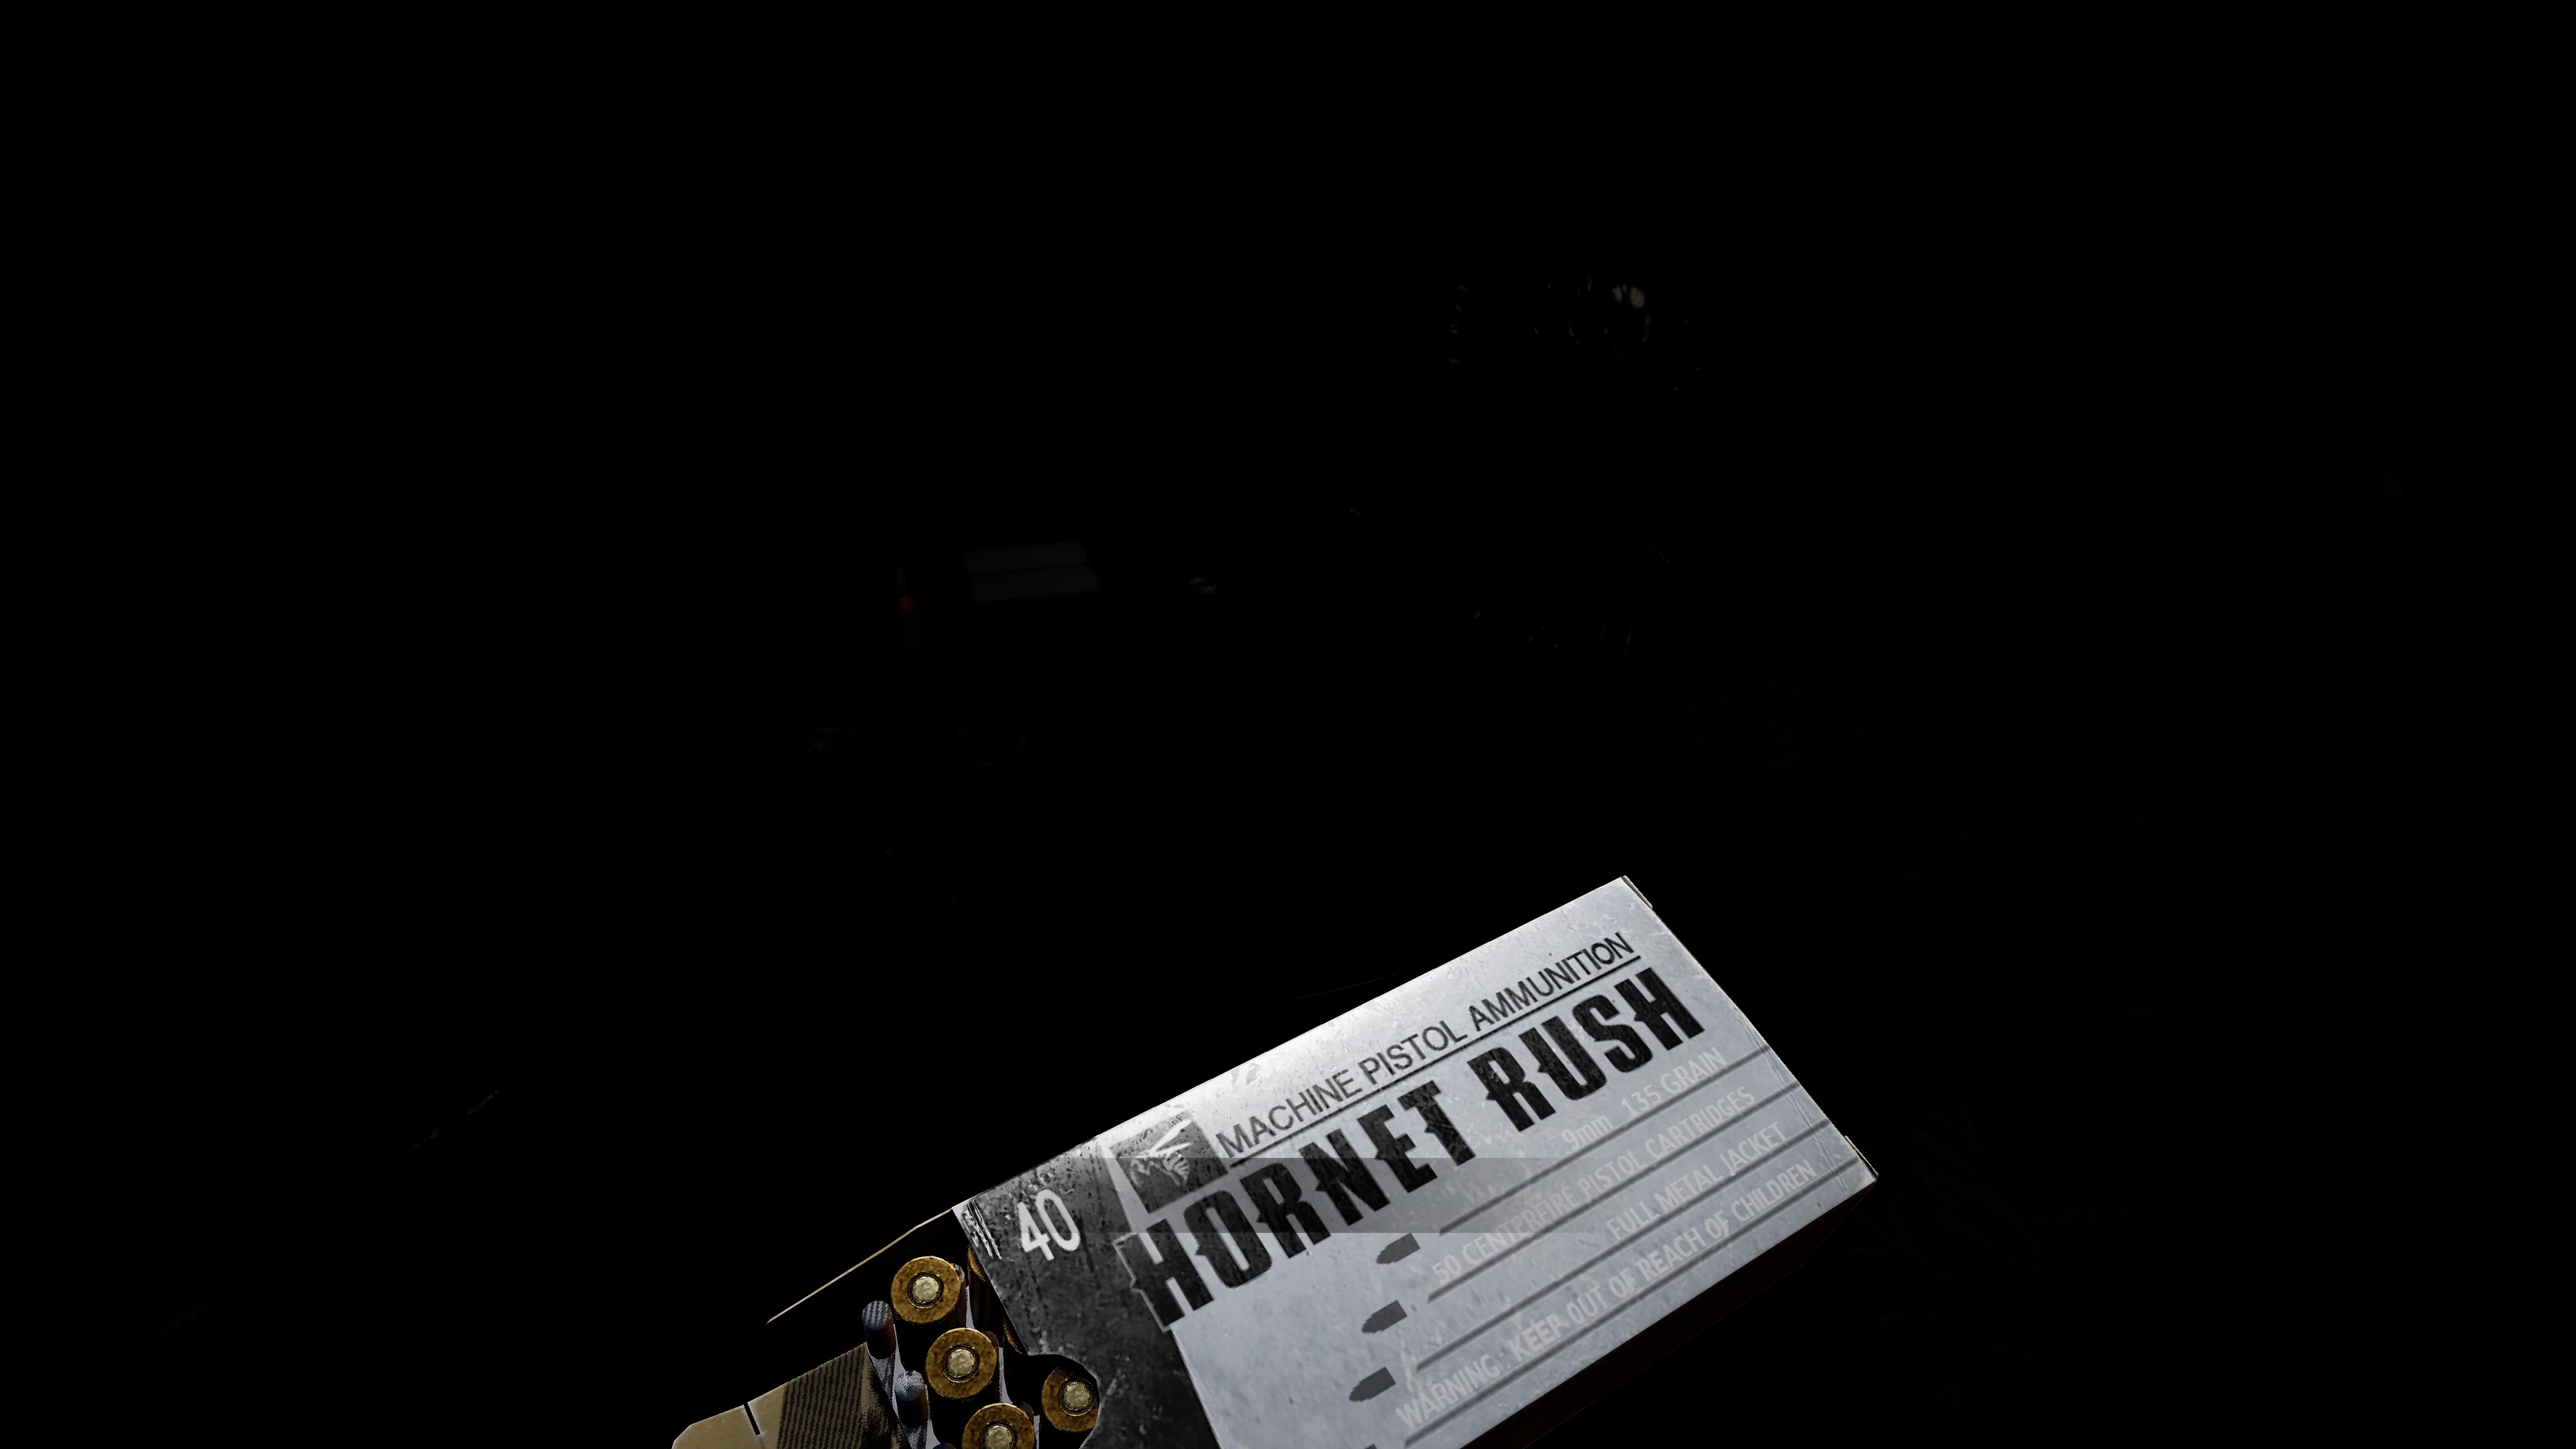 MACHINE PISTOL AMMUNITION
HORNET RUSH
9mm 135 GRAIN
50 CENTERFIRE PISTOL CARTRIDGES
FULL METAL JACKET
WARNING: KEEP OUT OF REACH OF CHILDREN
40